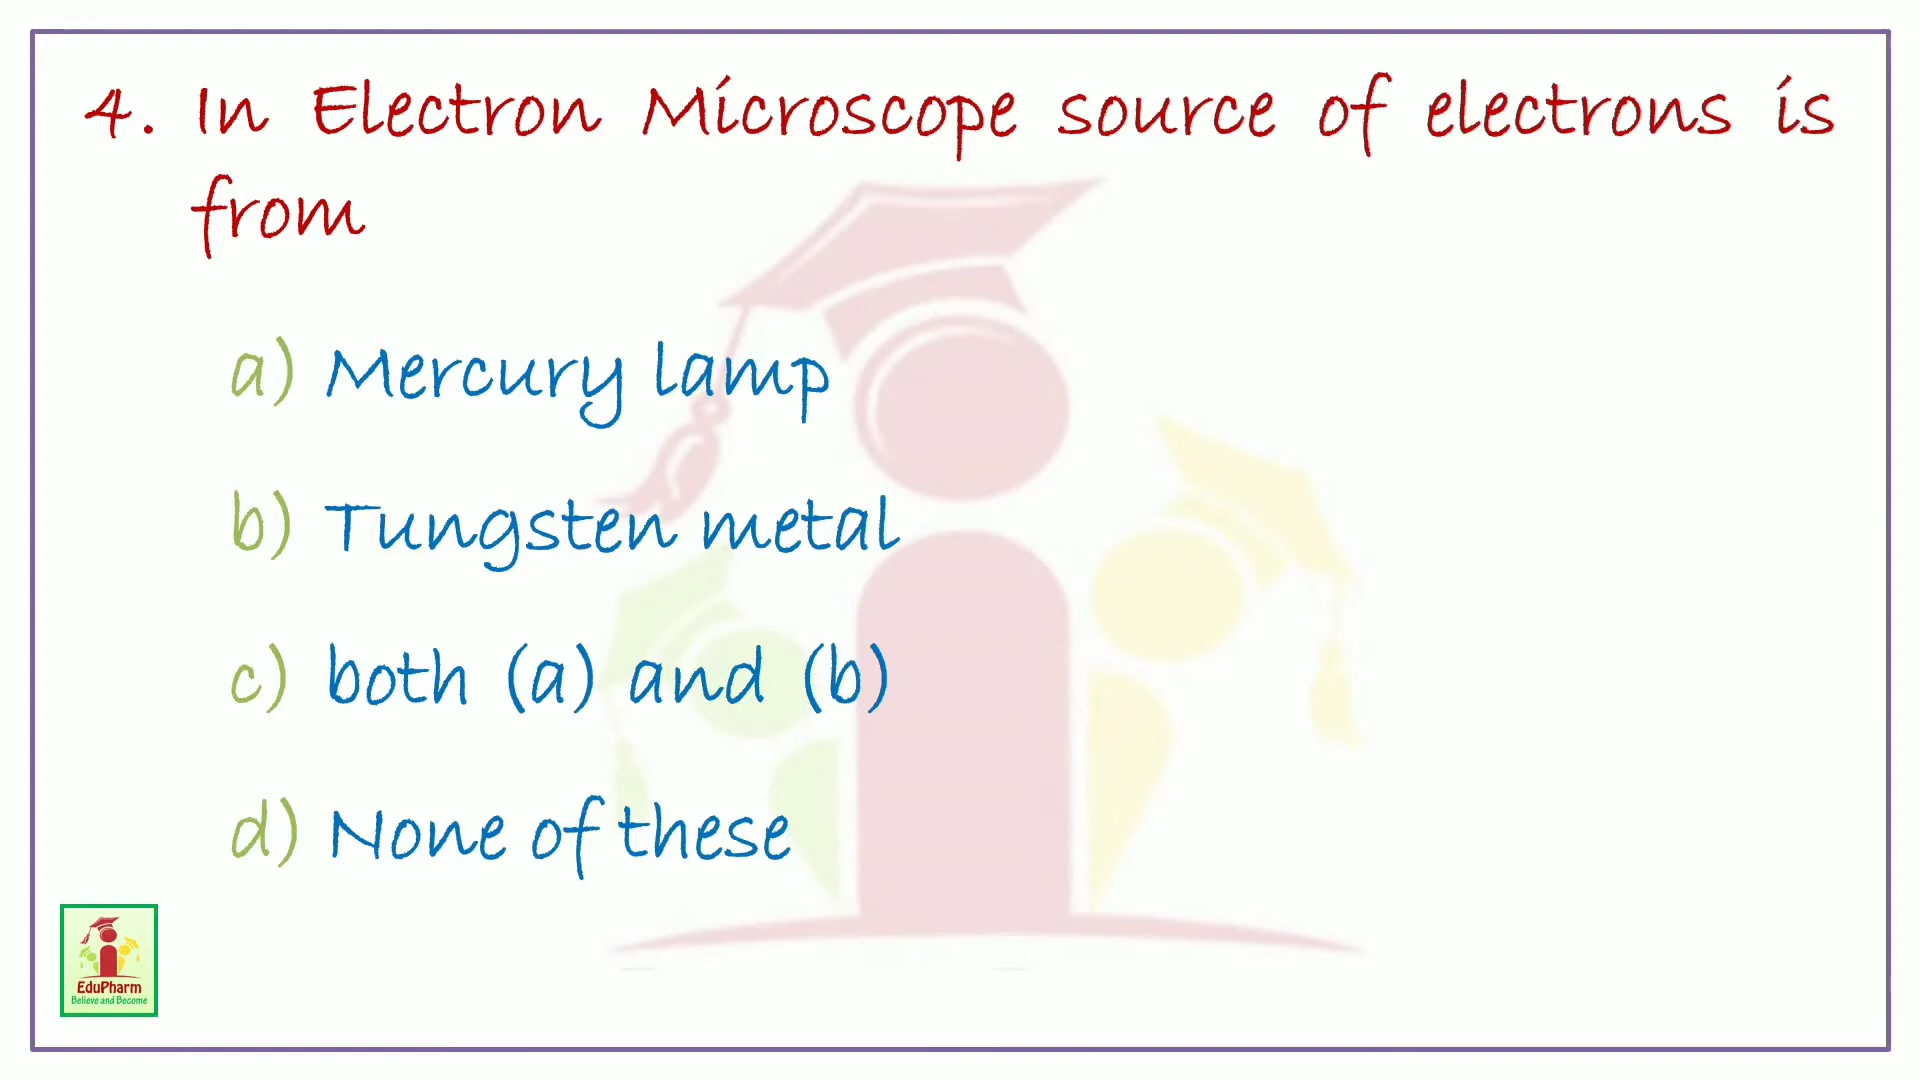 4. In Electron Microscope source of electrons is
from
a) Mercury lamp
b) Tungsten metal
c) both (a) and (b)
d) None of these
EduPharm
Believe and Become